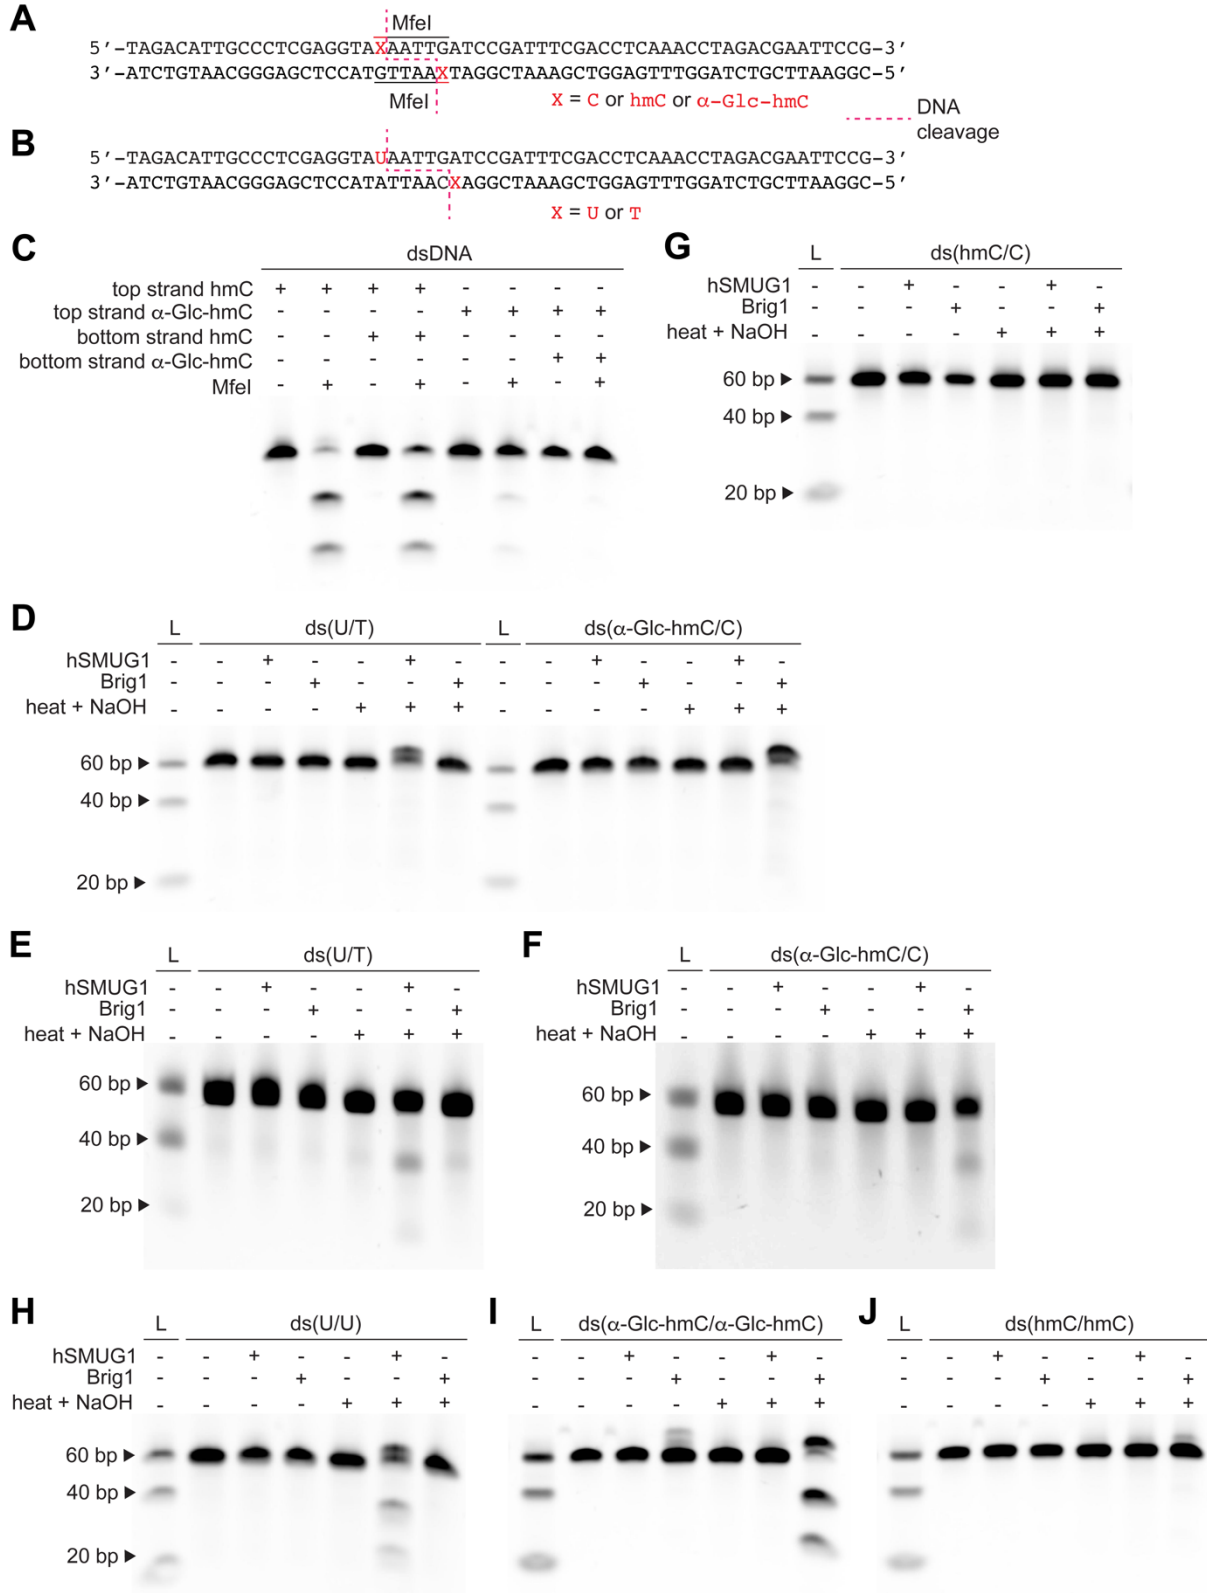 A
MfeI
5′-TAGACATTGCCCTCGAGGTAXAATTGATCCGATTTCGACCTCAAACCTAGACGAATTCCG-3′
3′-ATCTGTAACGGGAGCTCCATGTTAAXTAGGCTAAAGCTGGAGTTTGGATCTGCTTAAGGC-5′
MfeI
X = C or hmC or α-Glc-hmC
DNA
cleavage
B
5′-TAGACATTGCCCTCGAGGTAUAATTGATCCGATTTCGACCTCAAACCTAGACGAATTCCG-3′
3′-ATCTGTAACGGGAGCTCCATATTAACXAGGCTAAAGCTGGAGTTTGGATCTGCTTAAGGC-5′
X = U or T
C
dsDNA
top strand hmC + + + + - - - -
top strand α-Glc-hmC - - - - + + + +
bottom strand hmC - - + + - - - -
bottom strand α-Glc-hmC - - - - - - + +
MfeI - + - + - + - +
G
L ds(hmC/C)
hSMUG1 - - + - - + -
Brig1 - - - + - - +
heat + NaOH - - - - + + +
60 bp
40 bp
20 bp
D
L ds(U/T) L ds(α-Glc-hmC/C)
hSMUG1 - - + - - + - - - + - - + -
Brig1 - - - + - - + - - - + - - +
heat + NaOH - - - - + + + - - - - + + +
60 bp
40 bp
20 bp
E
L ds(U/T)
hSMUG1 - - + - - + -
Brig1 - - - + - - +
heat + NaOH - - - - + + +
60 bp
40 bp
20 bp
F
L ds(α-Glc-hmC/C)
hSMUG1 - - + - - + -
Brig1 - - - + - - +
heat + NaOH - - - - + + +
60 bp
40 bp
20 bp
H
L ds(U/U)
hSMUG1 - - + - - + -
Brig1 - - - + - - +
heat + NaOH - - - - + + +
60 bp
40 bp
20 bp
I
L ds(α-Glc-hmC/α-Glc-hmC)
- - + - - + -
- - - + - - +
- - - - + + +
J
L ds(hmC/hmC)
- - + - - + -
- - - + - - +
- - - - + + +